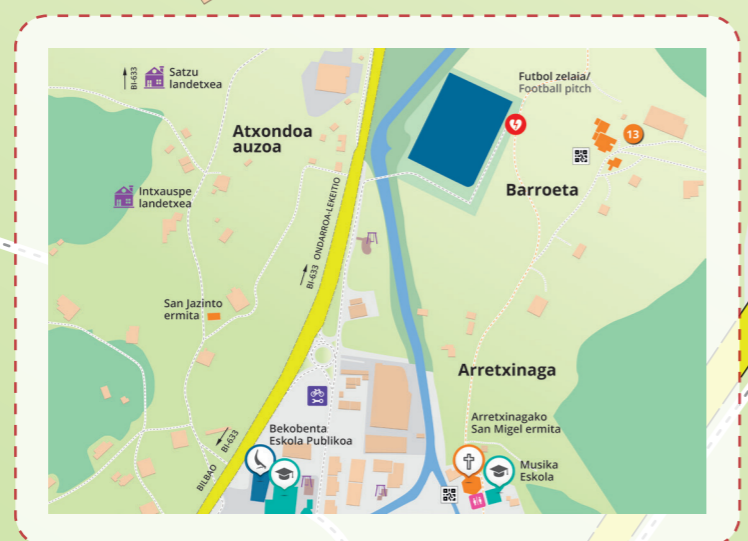 BI-633
Satzu
landetxea
Futbol zelaia/
Football pitch
Atxondoa
auzoa
13
Intxauspe
landetxea
Barroeta
BI-633 ONDARROA-LEKEITIO
San Jazinto
ermita
Arretxinaga
Arretxinagako
San Migel ermita
Bekobenta
Eskola Publikoa
BILBAO BI-633
Musika
Eskola